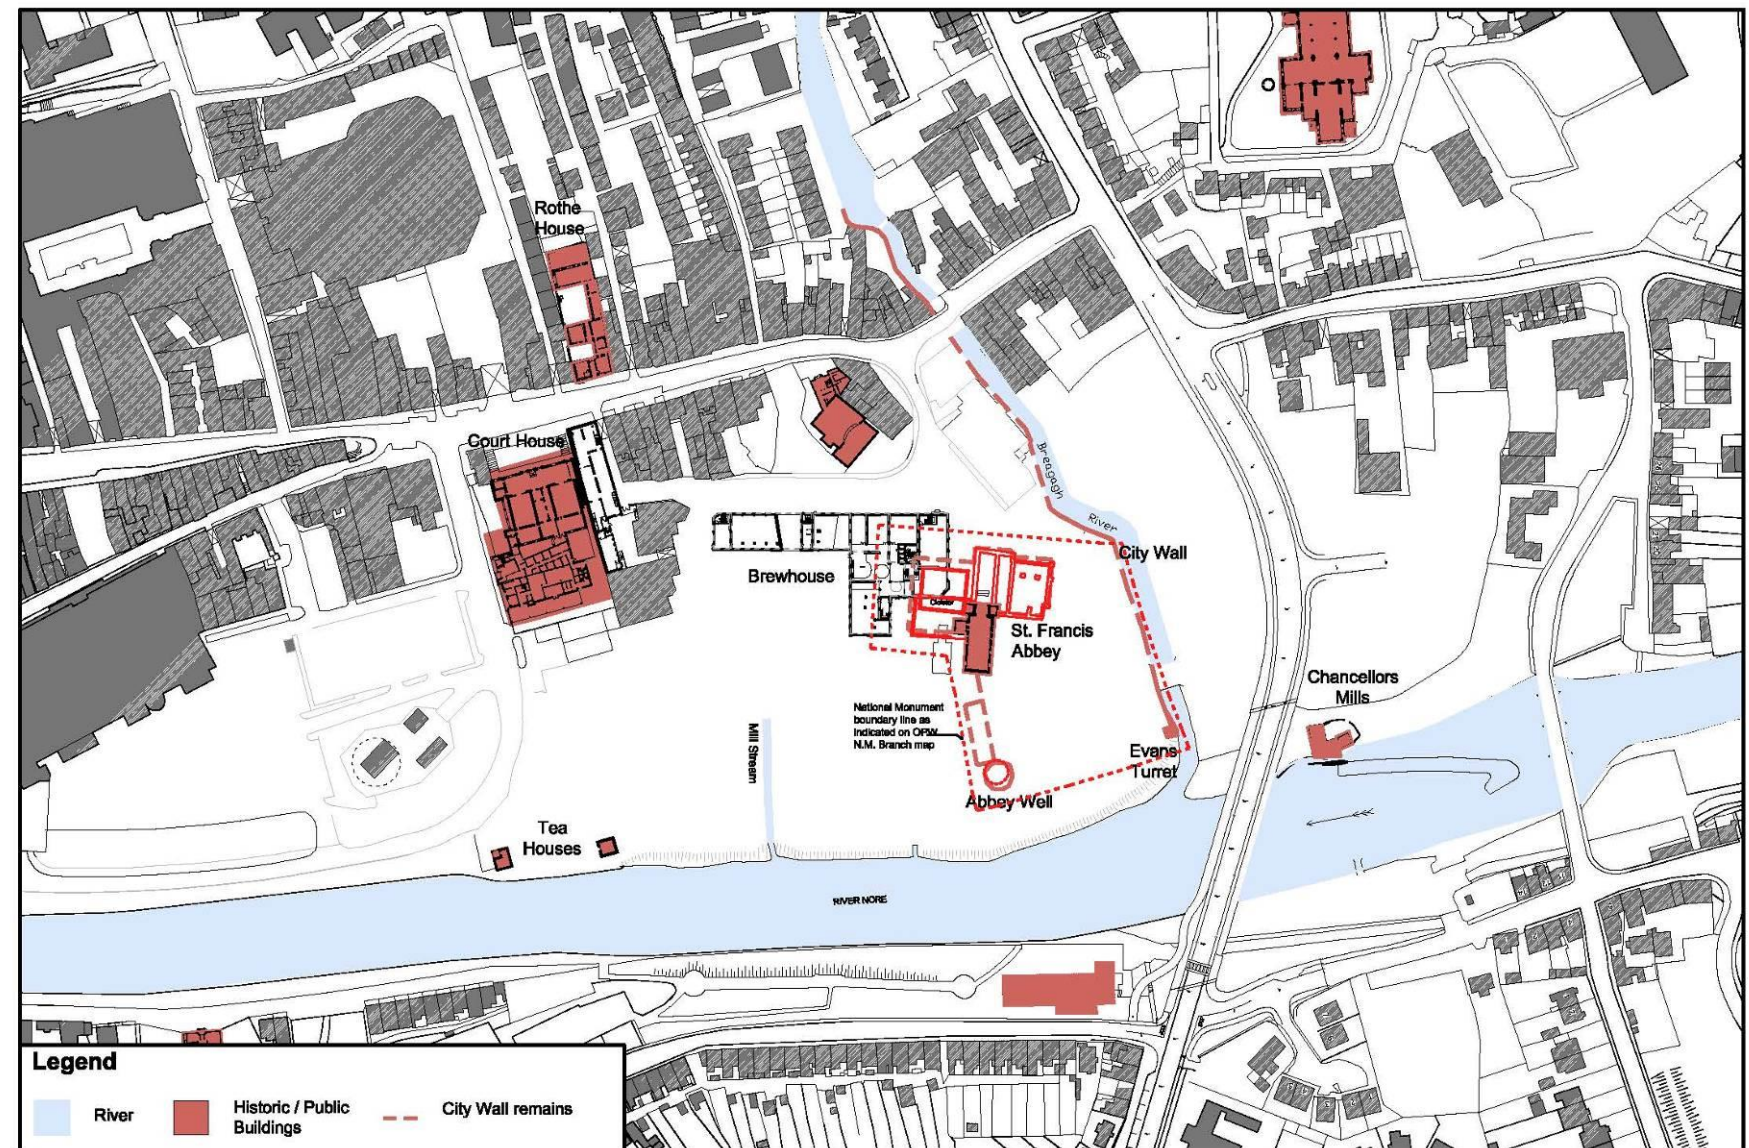 Rothe
House
Court House
Breagagh
River
City Wall
Brewhouse
Cloister
St. Francis
Abbey
Chancellors
Mills
National Monument
boundary line as
indicated on OPW
N.M. Branch map
Mill Stream
Evans
Turret
Abbey Well
Tea
Houses
RIVER NORE
Legend
River
Historic / Public
Buildings
City Wall remains